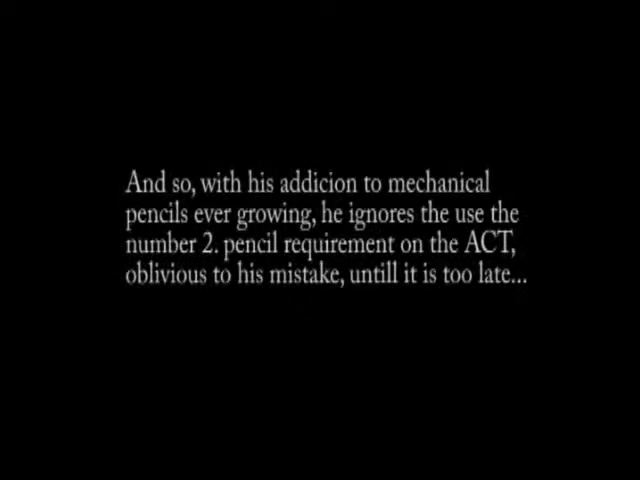 And so, with his addicion to mechanical
pencils ever growing, he ignores the use the
number 2. pencil requirement on the ACT,
oblivious to his mistake, untill it is too late...